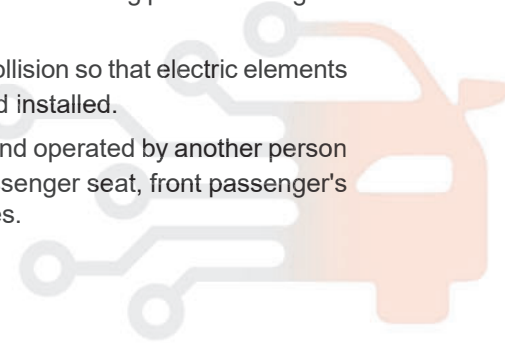 ollision so that electric elements
d installed.
nd operated by another person
ssenger seat, front passenger's
es.